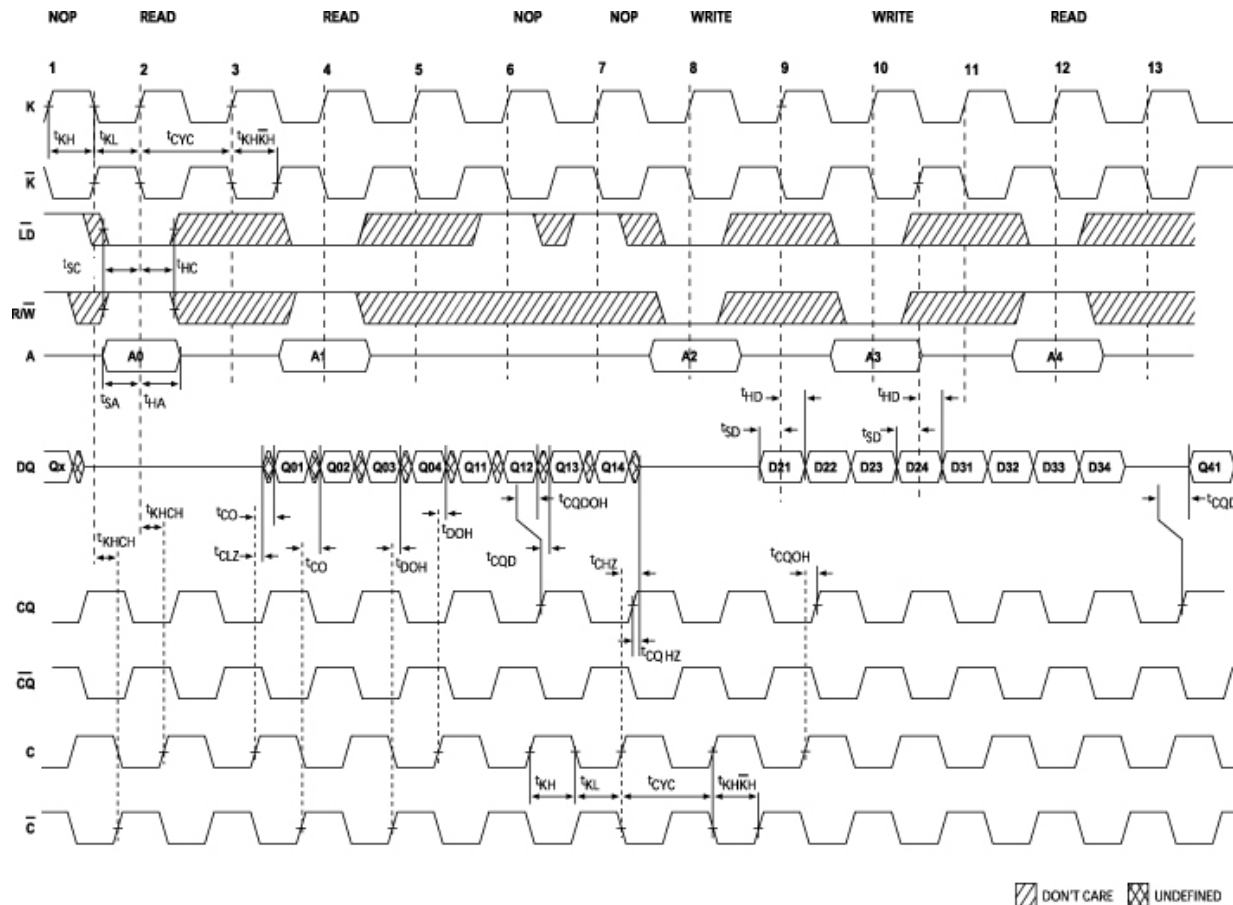 NOP READ READ NOP NOP WRITE WRITE READ
1 2 3 4 5 6 7 8 9 10 11 12 13
K
tKH tKL tCYC tKHK̅H
K̅
L̅D̅
tSC tHC
R/W̅
A A0 A1 A2 A3 A4
tSA tHA tHD tHD
tSD tSD
DQ Qx Q01 Q02 Q03 Q04 Q11 Q12 Q13 Q14 D21 D22 D23 D24 D31 D32 D33 D34 Q41
tKHCH tKHCH tCO tDOH tCQDOH tCQD
tCLZ tCO tDOH tCQD tCHZ tCQOH
CQ
tCQHZ
C̅Q̅
C
tKH tKL tCYC tKHK̅H
C̅
DON'T CARE UNDEFINED